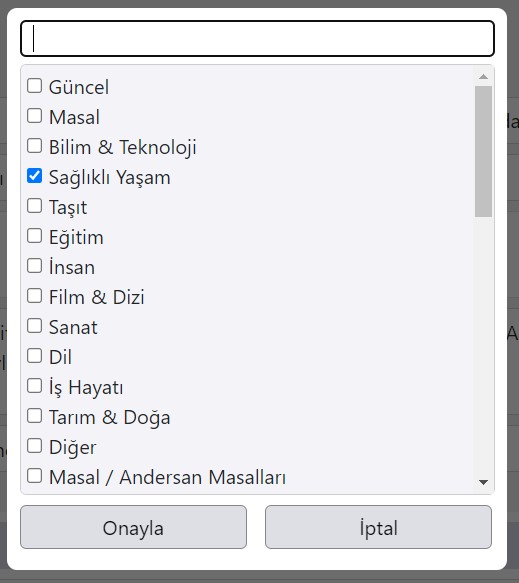 Güncel
Masal
Bilim & Teknoloji
Sağlıklı Yaşam
Taşıt
Eğitim
İnsan
Film & Dizi
Sanat
Dil
İş Hayatı
Tarım & Doğa
Diğer
Masal / Andersan Masalları
Onayla
İptal